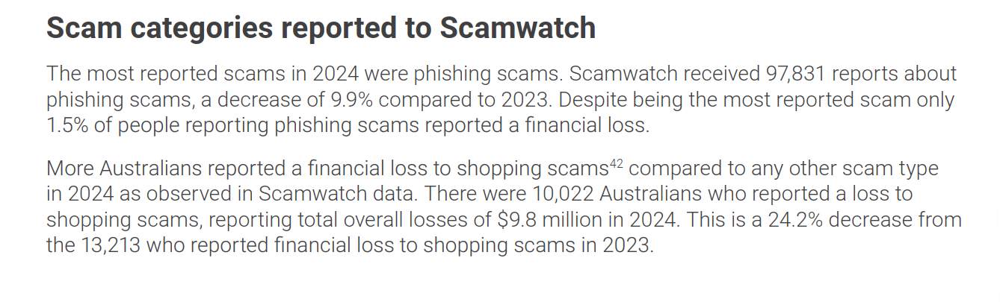 Scam categories reported to Scamwatch
The most reported scams in 2024 were phishing scams. Scamwatch received 97,831 reports about
phishing scams, a decrease of 9.9% compared to 2023. Despite being the most reported scam only
1.5% of people reporting phishing scams reported a financial loss.
More Australians reported a financial loss to shopping scams⁴² compared to any other scam type
in 2024 as observed in Scamwatch data. There were 10,022 Australians who reported a loss to
shopping scams, reporting total overall losses of $9.8 million in 2024. This is a 24.2% decrease from
the 13,213 who reported financial loss to shopping scams in 2023.